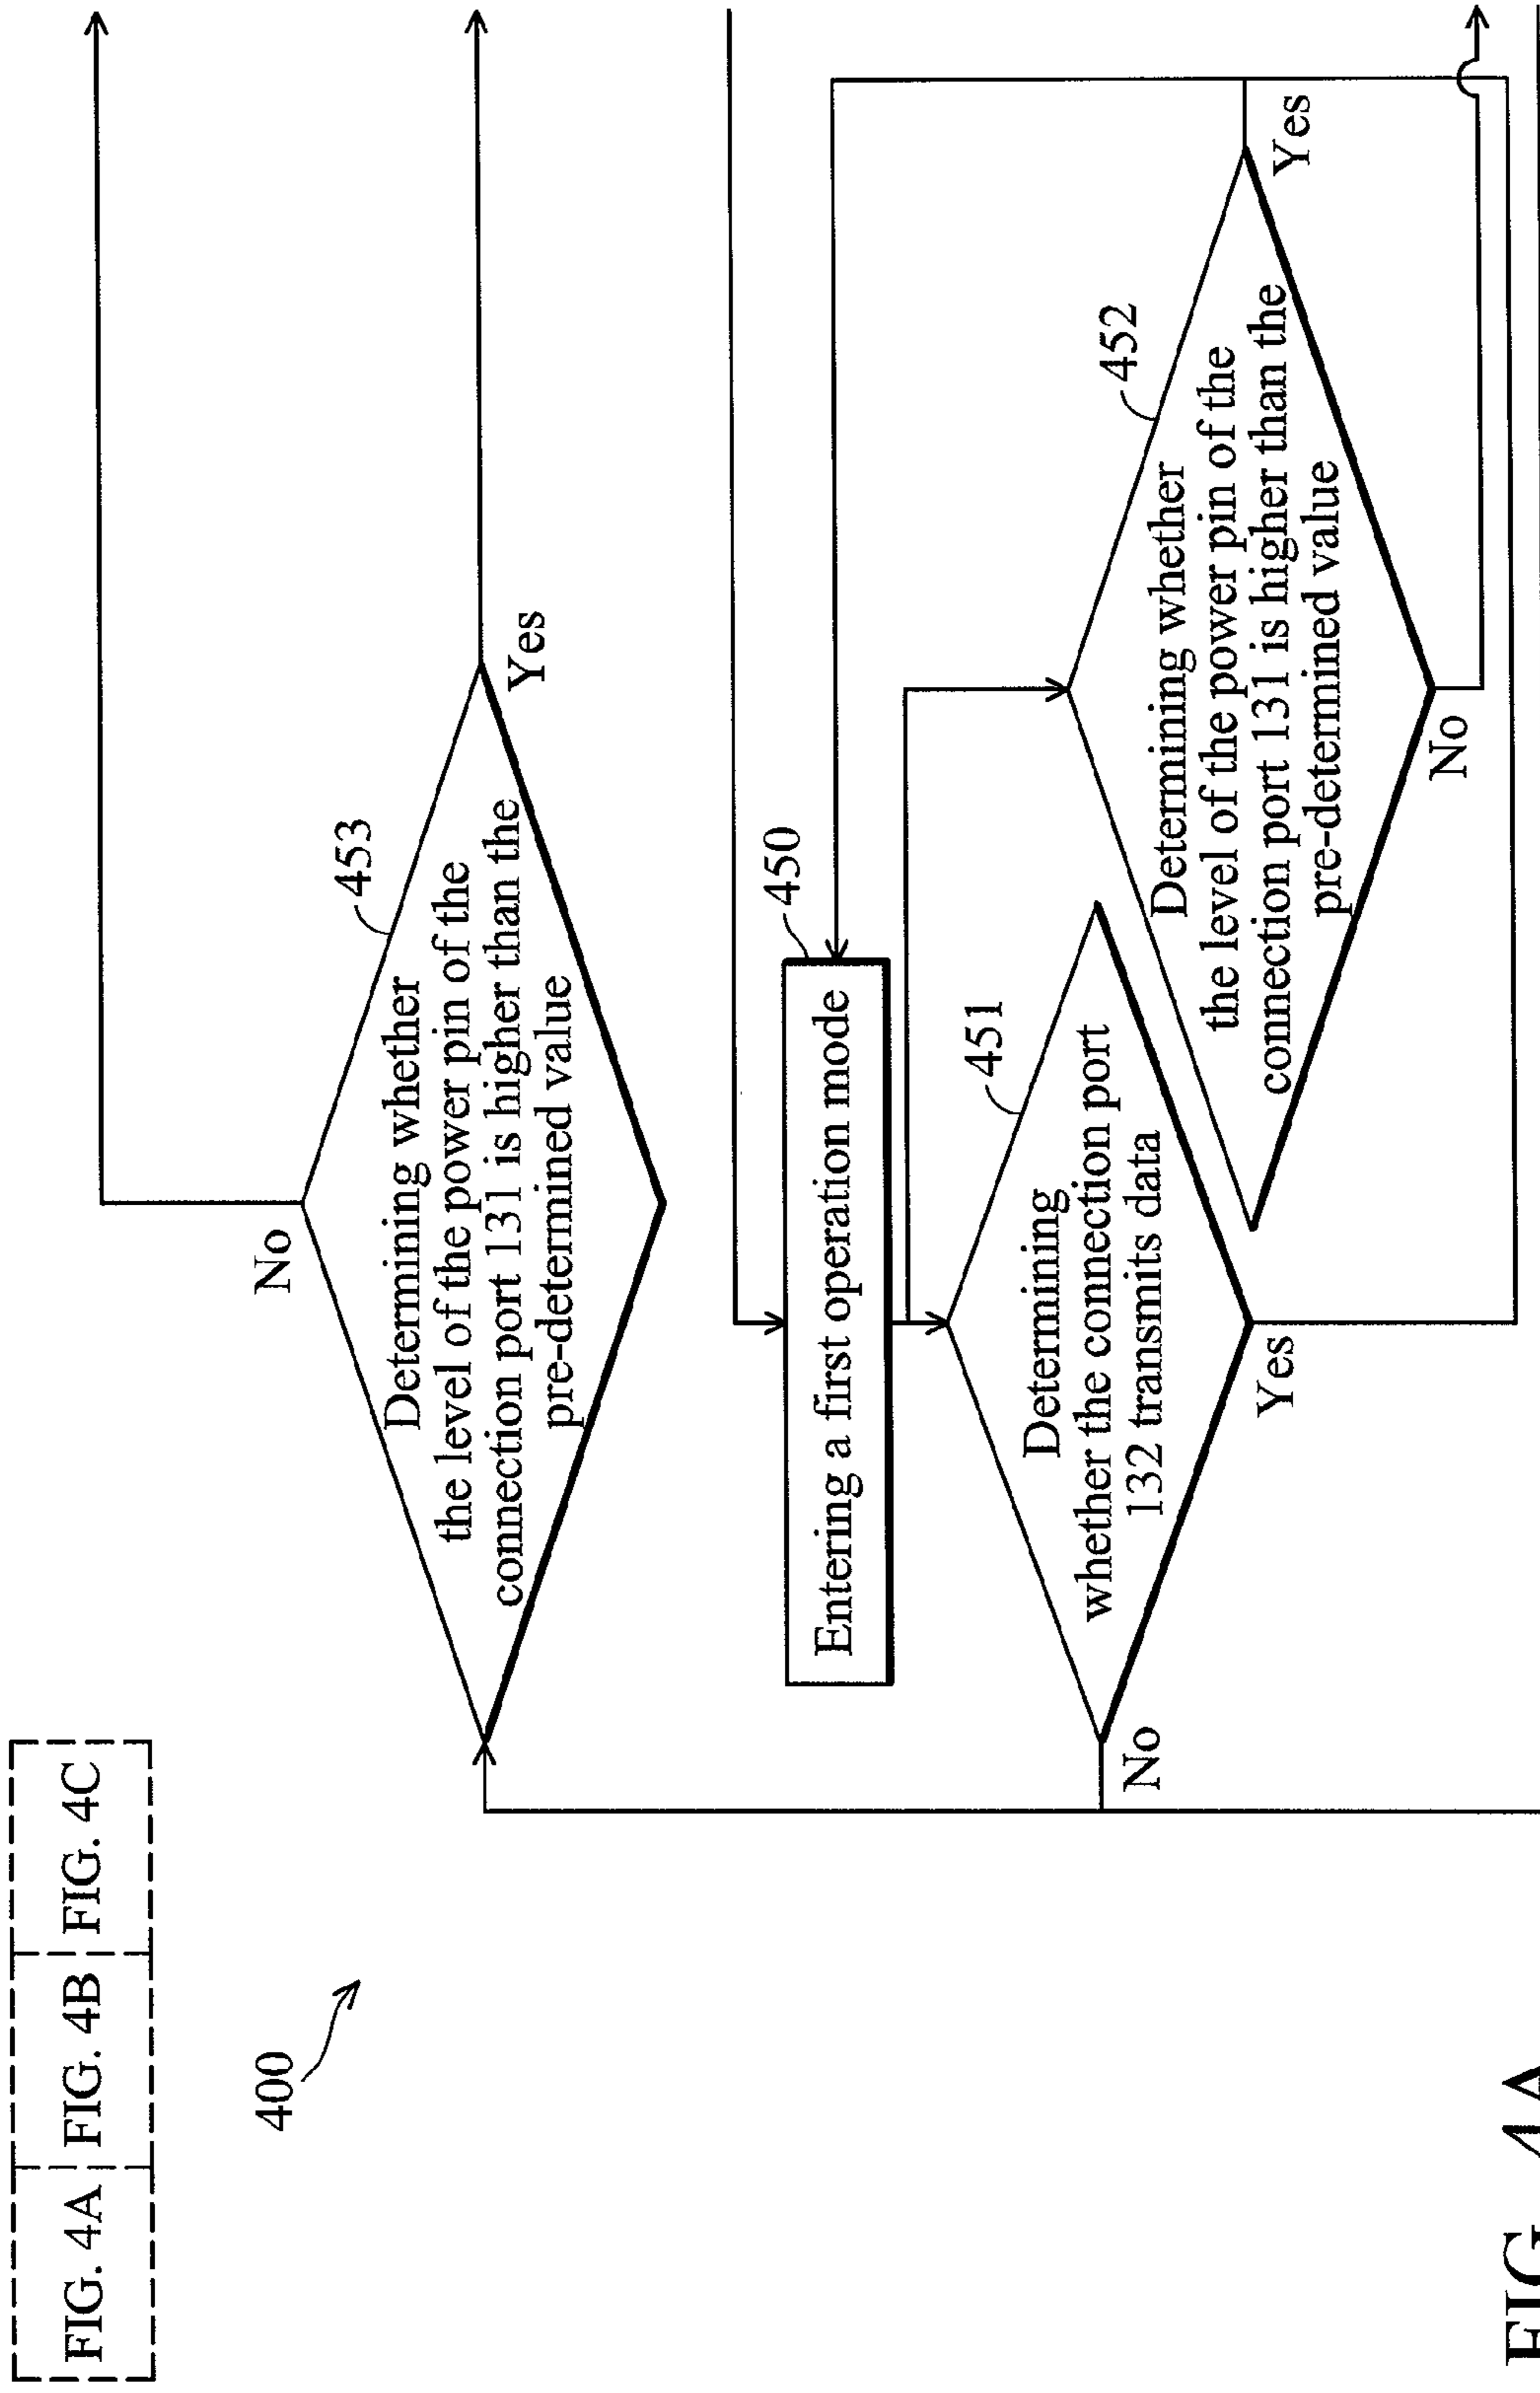 FIG. 4A
FIG. 4B
FIG. 4C
400
No
453
Determining whether
the level of the power pin of the
connection port 131 is higher than the
pre-determined value
Yes
450
Entering a first operation mode
451
Determining
whether the connection port
132 transmits data
No
Yes
452
Determining whether
the level of the power pin of the
connection port 131 is higher than the
pre-determined value
Yes
No
FIG. 4A